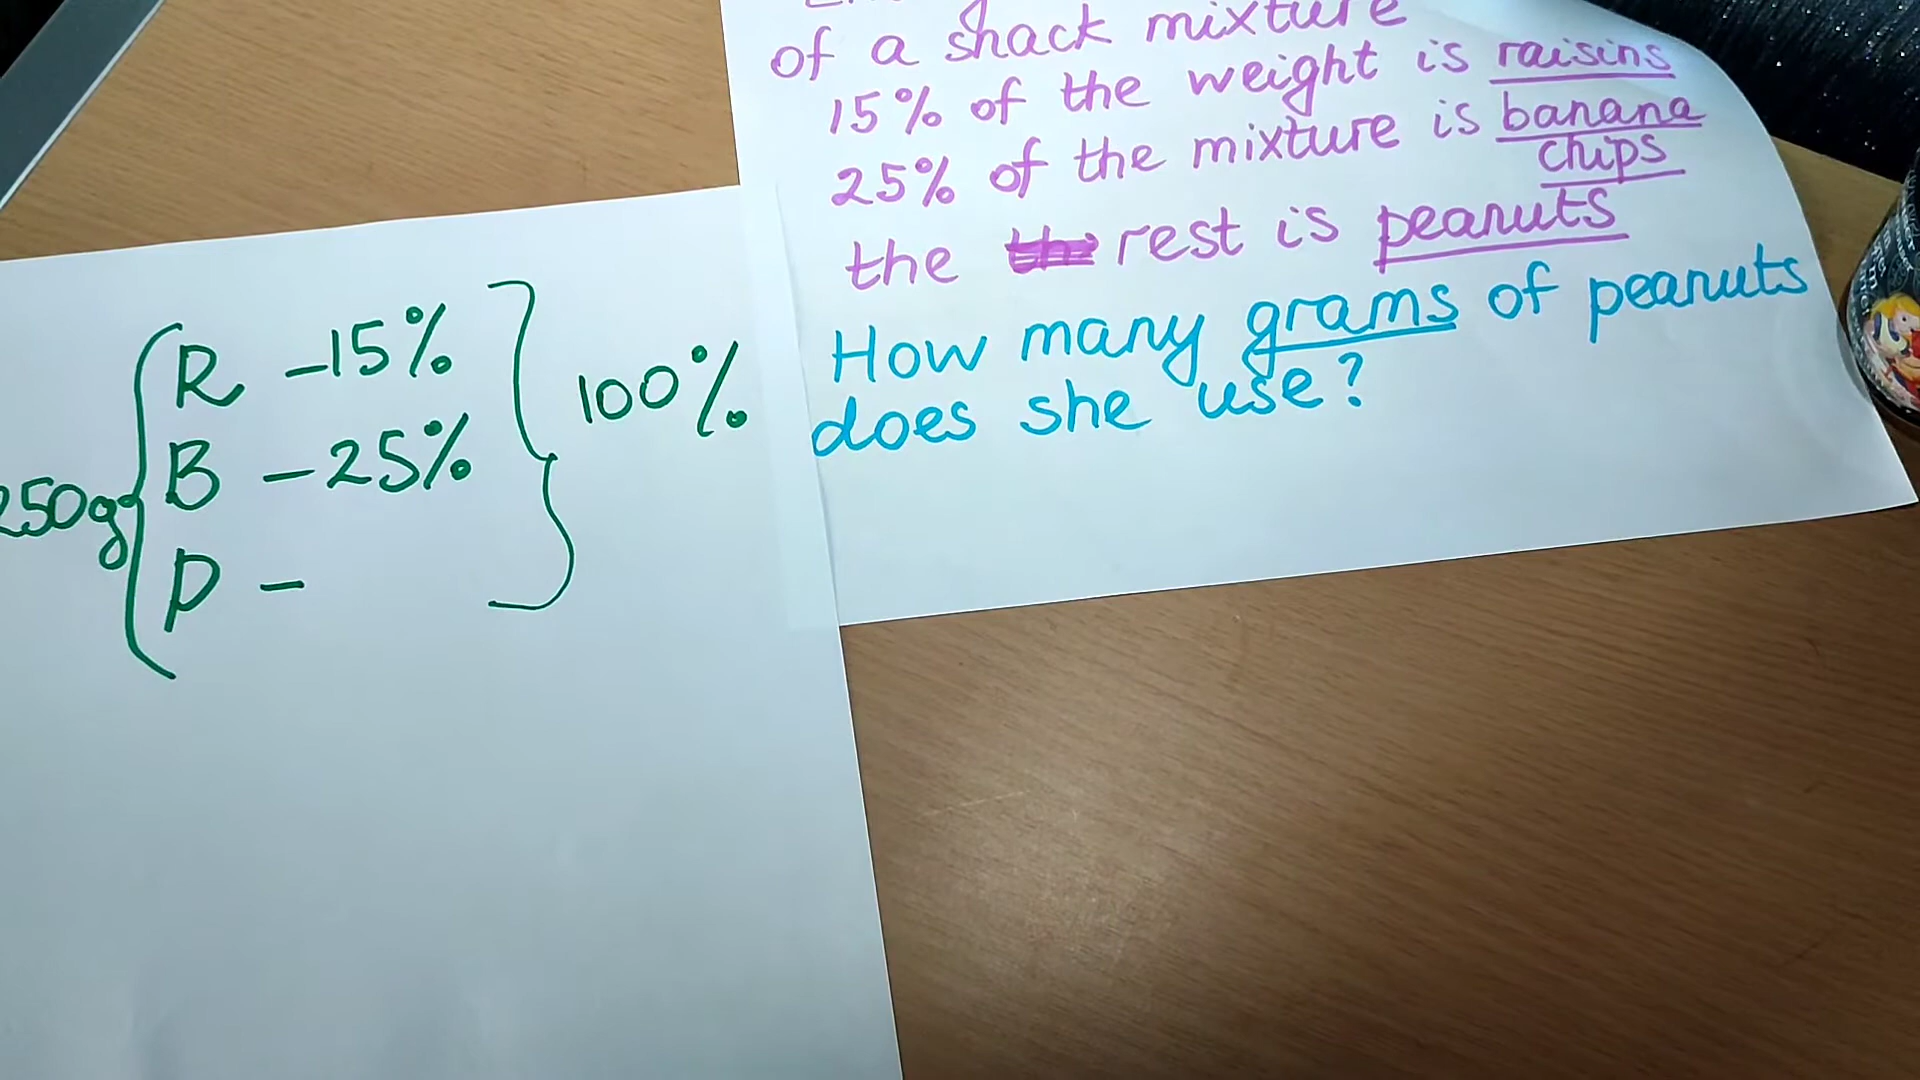 of a snack mixture
15% of the weight is raisins
25% of the mixture is banana
chips
the rest is peanuts
How many grams of peanuts
does she use?
R - 15%
B - 25%
P -
250g
100%